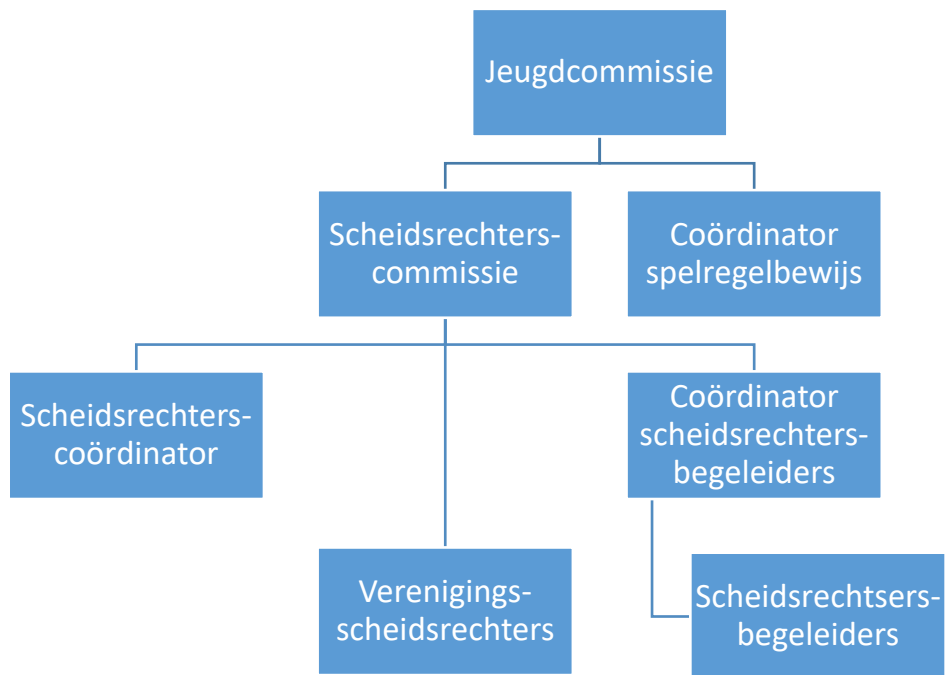 Jeugdcommissie
Scheidsrechters-
commissie
Coördinator
spelregelbewijs
Scheidsrechters-
coördinator
Coördinator
scheidsrechters-
begeleiders
Verenigings-
scheidsrechters
Scheidsrechtsers-
begeleiders